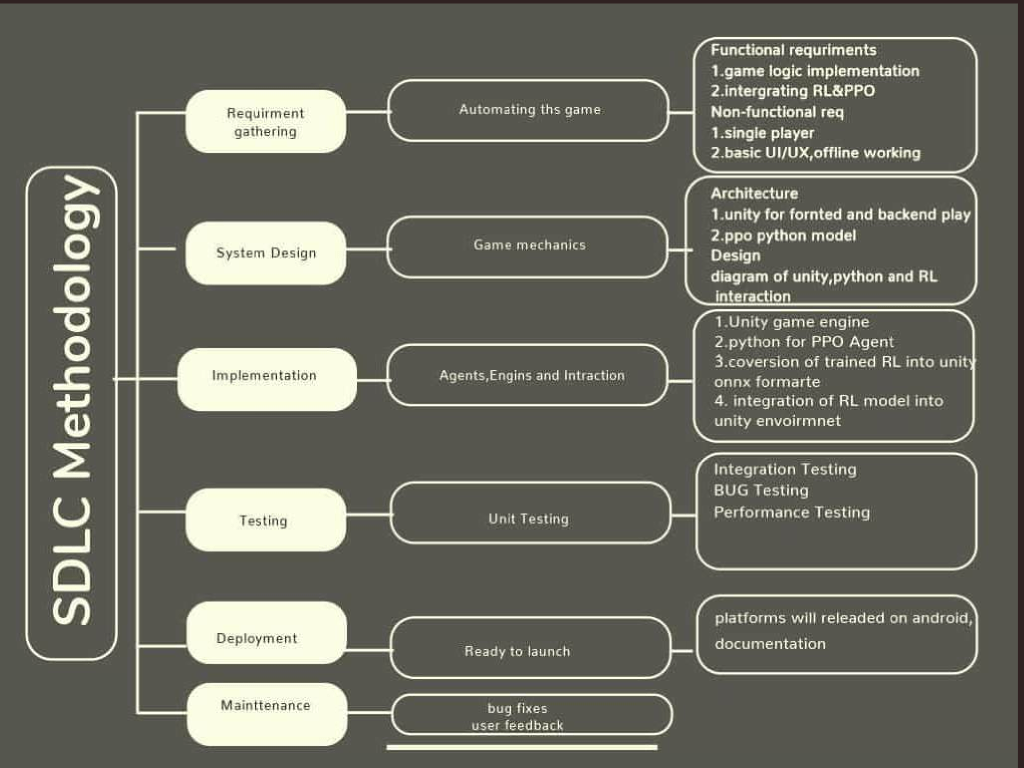 SDLC Methodology
Requirment
gathering
Automating ths game
Functional requriments
1.game logic implementation
2.intergrating RL&PPO
Non-functional req
1.single player
2.basic UI/UX,offline working
System Design
Game mechanics
Architecture
1.unity for fornted and backend play
2.ppo python model
Design
diagram of unity,python and RL
interaction
Implementation
Agents,Engins and Intraction
1.Unity game engine
2.python for PPO Agent
3.coversion of trained RL into unity
onnx formarte
4. integration of RL model into
unity envoirmnet
Testing
Unit Testing
Integration Testing
BUG Testing
Performance Testing
Deployment
Ready to launch
platforms will releaded on android,
documentation
Mainttenance
bug fixes
user feedback